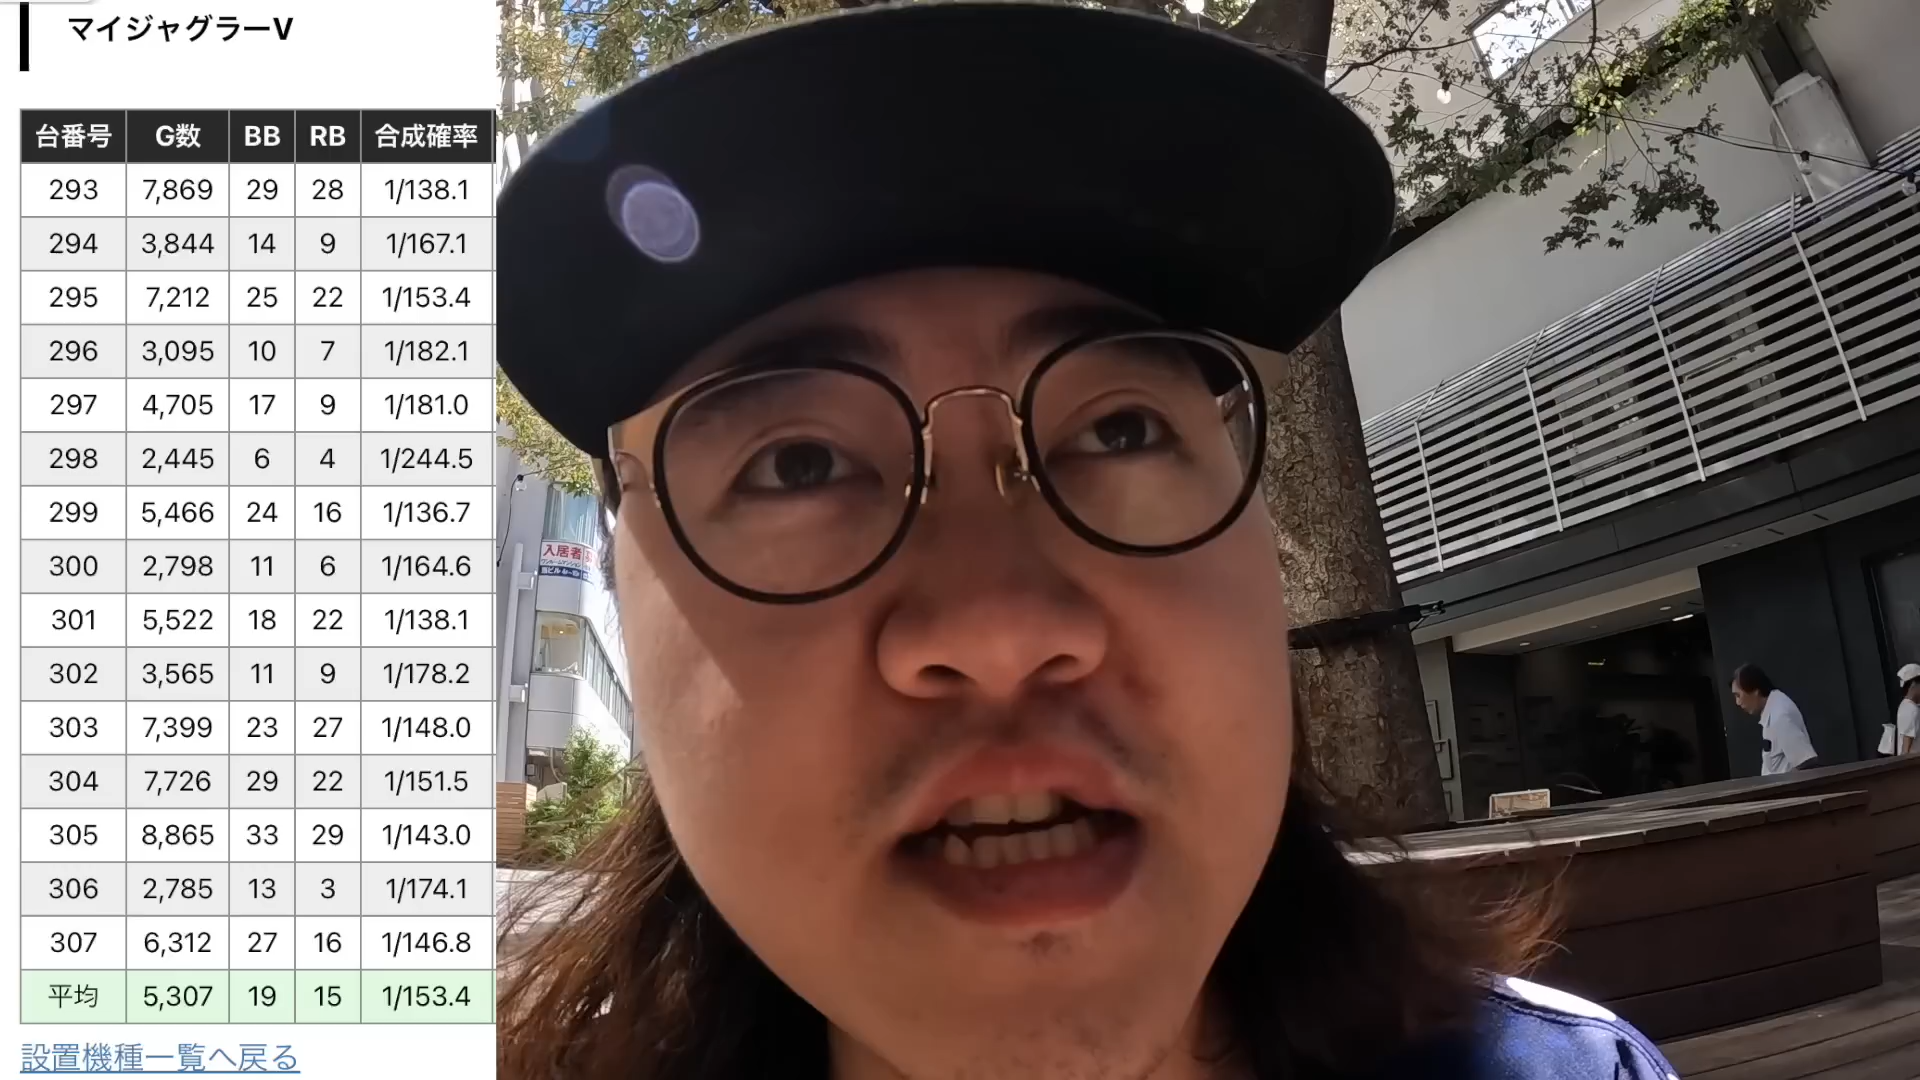 マイジャグラーV
台番号 G数 BB RB 合成確率
293 7,869 29 28 1/138.1
294 3,844 14 9 1/167.1
295 7,212 25 22 1/153.4
296 3,095 10 7 1/182.1
297 4,705 17 9 1/181.0
298 2,445 6 4 1/244.5
299 5,466 24 16 1/136.7
300 2,798 11 6 1/164.6
301 5,522 18 22 1/138.1
302 3,565 11 9 1/178.2
303 7,399 23 27 1/148.0
304 7,726 29 22 1/151.5
305 8,865 33 29 1/143.0
306 2,785 13 3 1/174.1
307 6,312 27 16 1/146.8
平均 5,307 19 15 1/153.4
設置機種一覧へ戻る
入居者